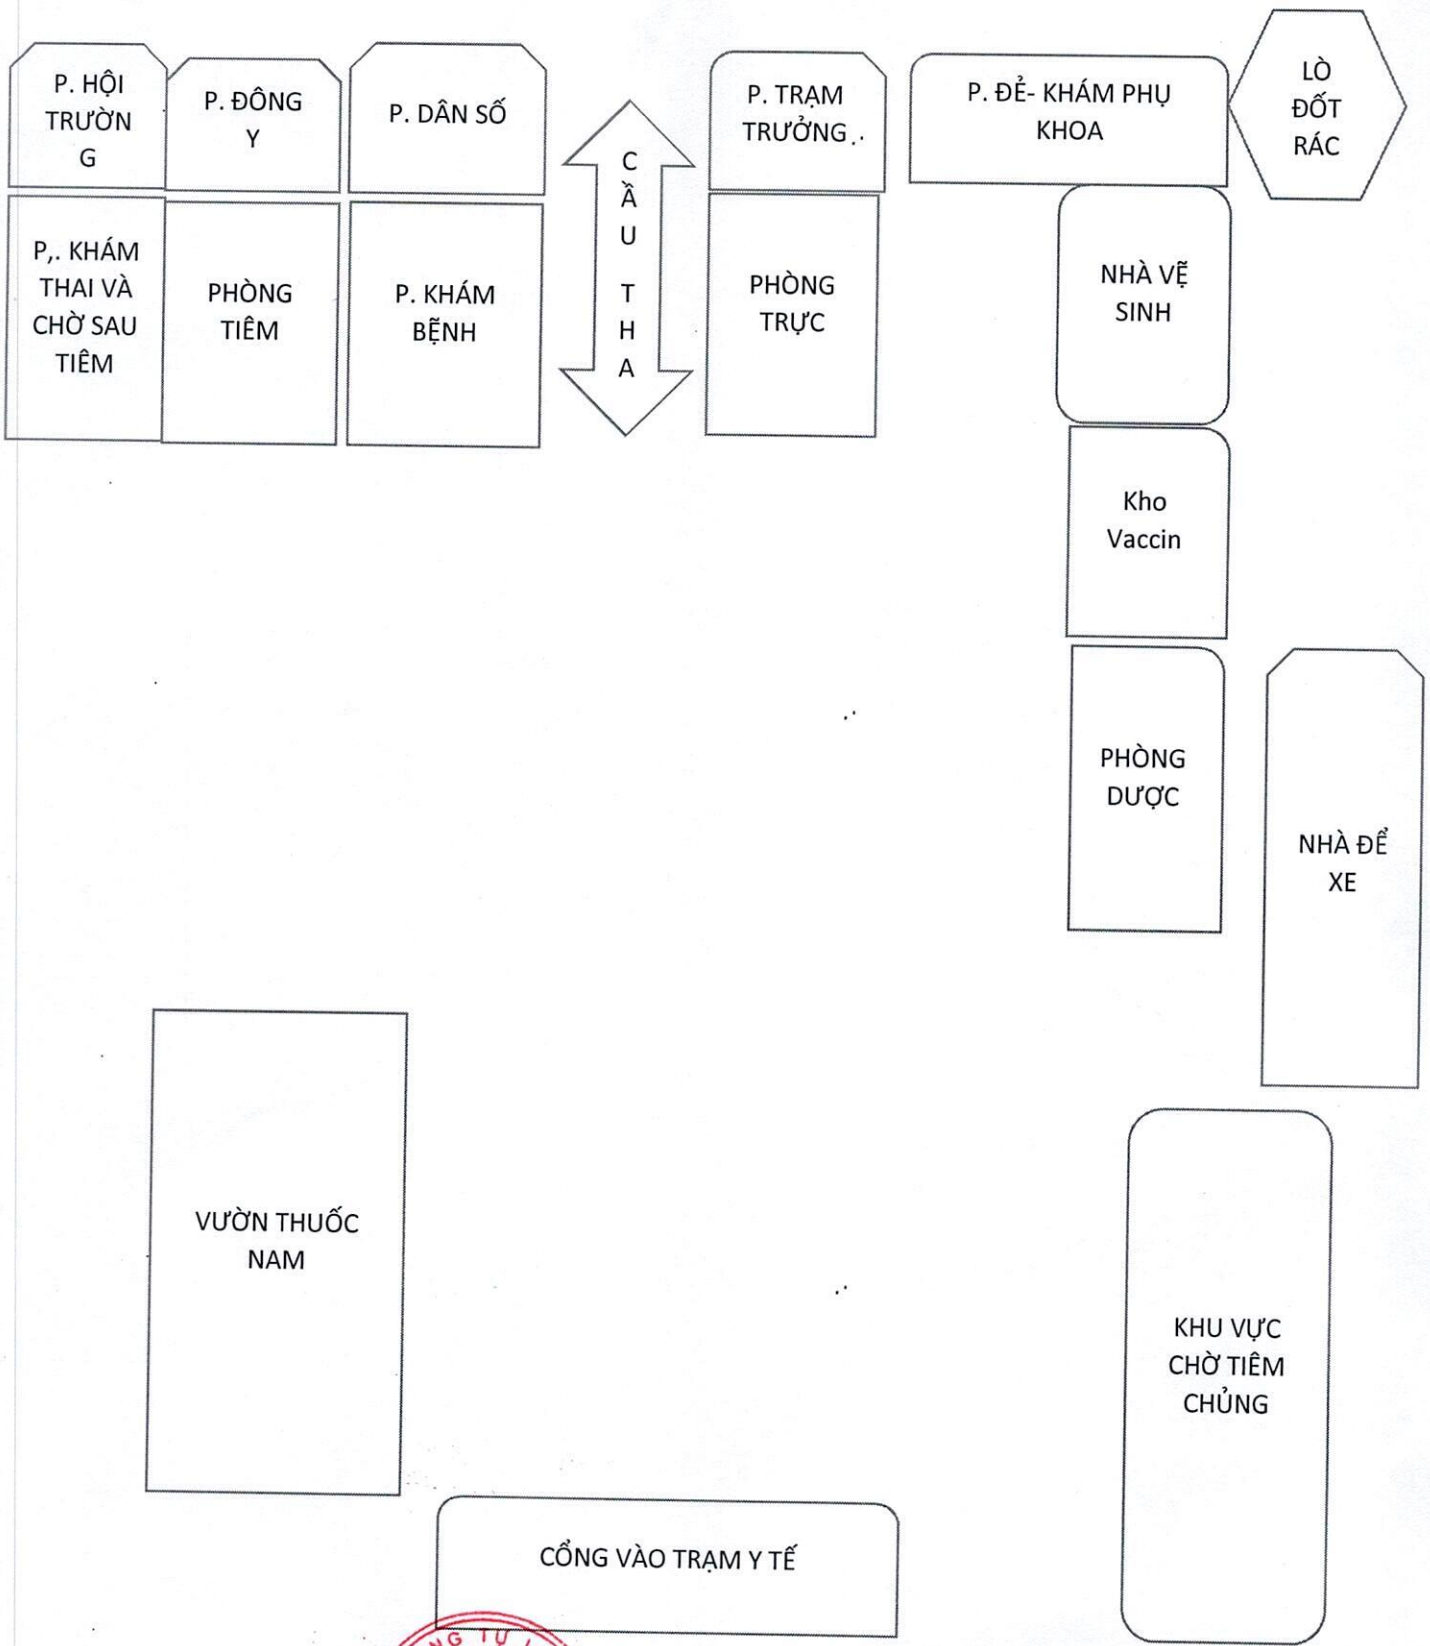 P. HỘI
TRƯỜN
G
P. ĐÔNG
Y
P. DÂN SỐ
C
Ầ
U
T
H
A
P. TRẠM
TRƯỞNG
P. ĐẺ- KHÁM PHỤ
KHOA
LÒ
ĐỐT
RÁC
P,. KHÁM
THAI VÀ
CHỜ SAU
TIÊM
PHÒNG
TIÊM
P. KHÁM
BỆNH
PHÒNG
TRỰC
NHÀ VỆ
SINH
Kho
Vaccin
PHÒNG
DƯỢC
NHÀ ĐỂ
XE
VƯỜN THUỐC
NAM
KHU VỰC
CHỜ TIÊM
CHỦNG
CỔNG VÀO TRẠM Y TẾ